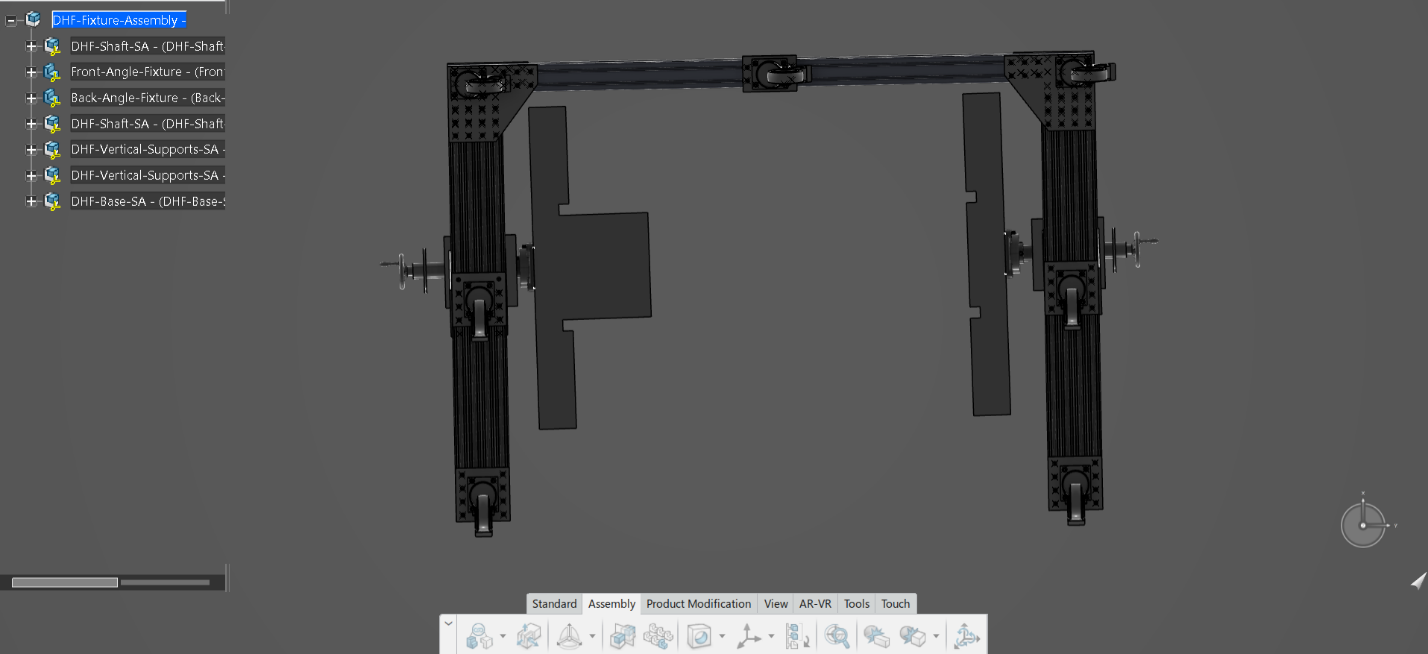 DHF-Fixture-Assembly -
DHF-Shaft-SA - (DHF-Shaft
Front-Angle-Fixture - (Fron
Back-Angle-Fixture - (Back-
DHF-Shaft-SA - (DHF-Shaft
DHF-Vertical-Supports-SA -
DHF-Vertical-Supports-SA -
DHF-Base-SA - (DHF-Base-S
x
y
Standard Assembly Product Modification View AR-VR Tools Touch